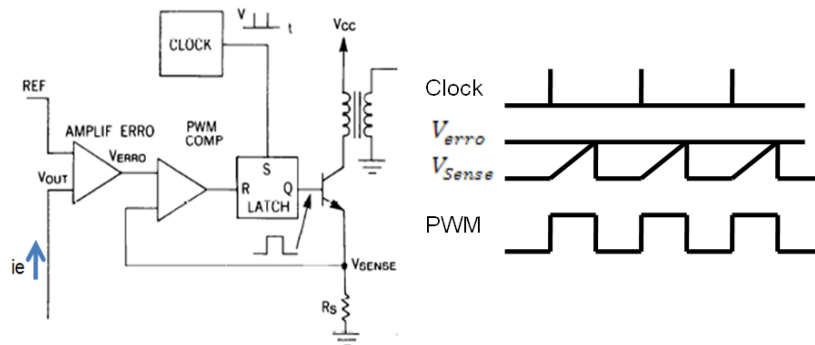 V
t
CLOCK
VCC
REF
AMPLIF ERRO
PWM
COMP
VERRO
S
VOUT
R
Q
LATCH
ie
VSENSE
RS
Clock
Verro
VSense
PWM